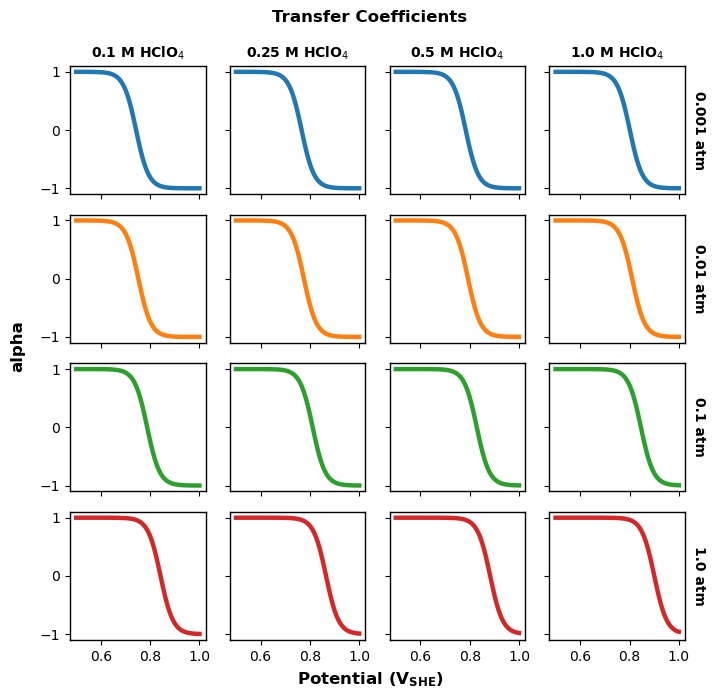 Transfer Coefficients
0.1 M HClO₄ 0.25 M HClO₄ 0.5 M HClO₄ 1.0 M HClO₄
1
0
−1
0.001 atm
1
0
−1
0.01 atm
alpha
1
0
−1
0.1 atm
1
0
−1
1.0 atm
0.6 0.8 1.0 0.6 0.8 1.0 0.6 0.8 1.0 0.6 0.8 1.0
Potential (V_SHE)